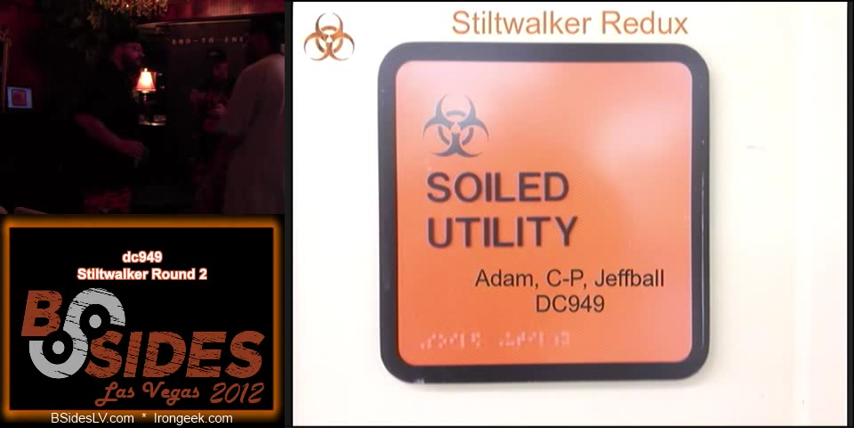 Stiltwalker Redux
SOILED
UTILITY
Adam, C-P, Jeffball
DC949
dc949
Stiltwalker Round 2
BSIDES
Las Vegas 2012
BSidesLV.com * Irongeek.com